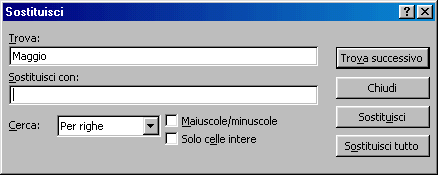 Sostituisci
Trova:
Maggio
Sostituisci con:
Cerca:
Per righe
Maiuscole/minuscole
Solo celle intere
Trova successivo
Chiudi
Sostituisci
Sostituisci tutto